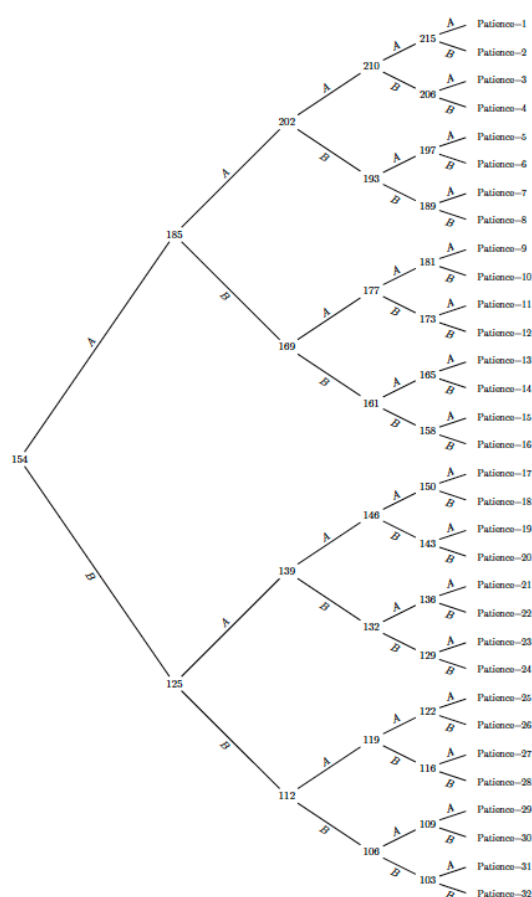 A Patience−1
215
A B Patience−2
210
A B A Patience−3
206
B Patience−4
202
A Patience−5
197
B A B Patience−6
193
B A Patience−7
189
B Patience−8
A
185
A Patience−9
181
B A B Patience−10
177
A B A Patience−11
173
B Patience−12
169
A Patience−13
165
B A B Patience−14
161
B A Patience−15
158
B Patience−16
A
154
B
A Patience−17
150
A B Patience−18
146
A B A Patience−19
143
B Patience−20
139
A Patience−21
136
A B A B Patience−22
132
B A Patience−23
129
B Patience−24
125
A Patience−25
122
B A B Patience−26
119
A B A Patience−27
116
B Patience−28
112
A Patience−29
109
B A B Patience−30
106
B A Patience−31
103
B Patience−32